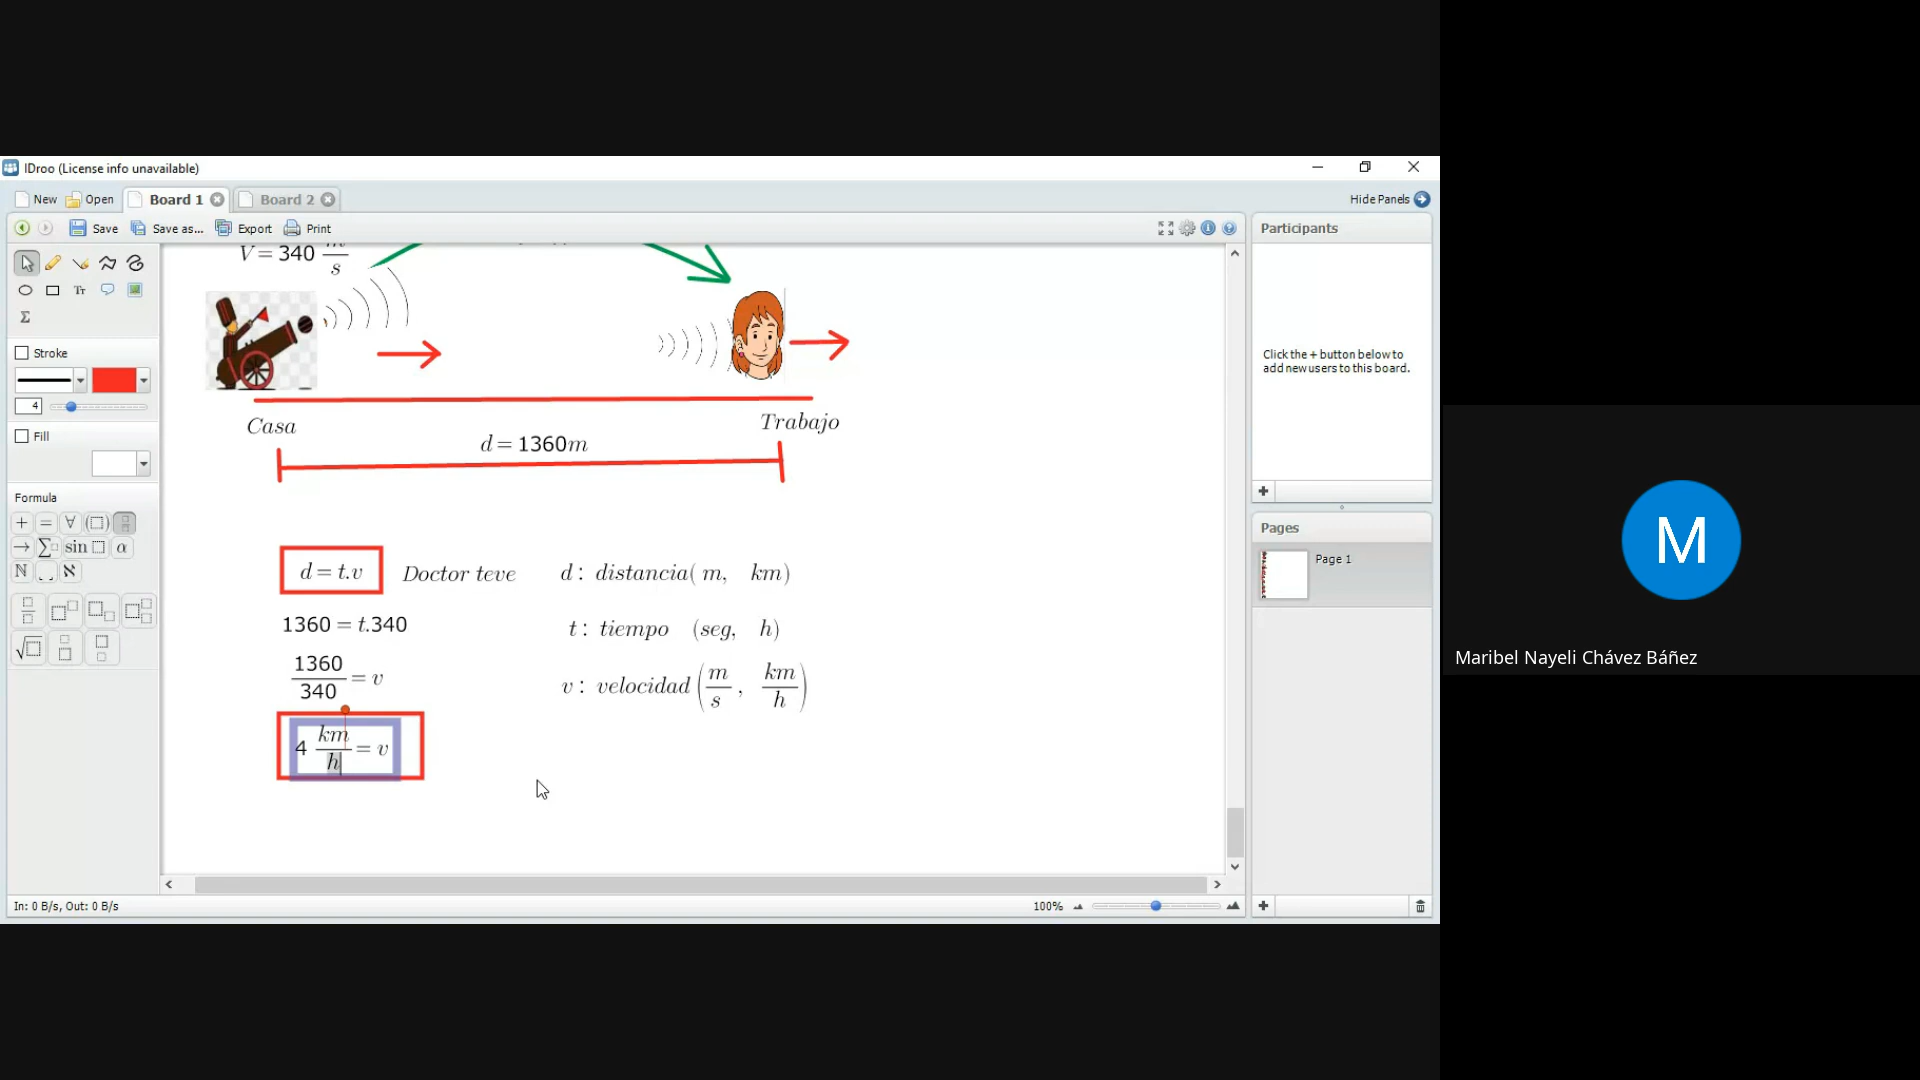 IDroo (License info unavailable)
New Open Board 1 Board 2 Hide Panels
Save Save as... Export Print
Participants
V = 340 m/s
Stroke
4
Fill
Casa
Trabajo
d = 1360m
Click the + button below to
add new users to this board.
Formula
+ = ∀ (□)
→ ∑ sin α
ℕ ℵ
Pages
Page 1
d = t.v Doctor teve d: distancia( m, km)
1360 = t.340 t: tiempo (seg, h)
1360/340 = v v: velocidad (m/s, km/h)
4 km/h = v
In: 0 B/s, Out: 0 B/s
100%
M
Maribel Nayeli Chávez Báñez